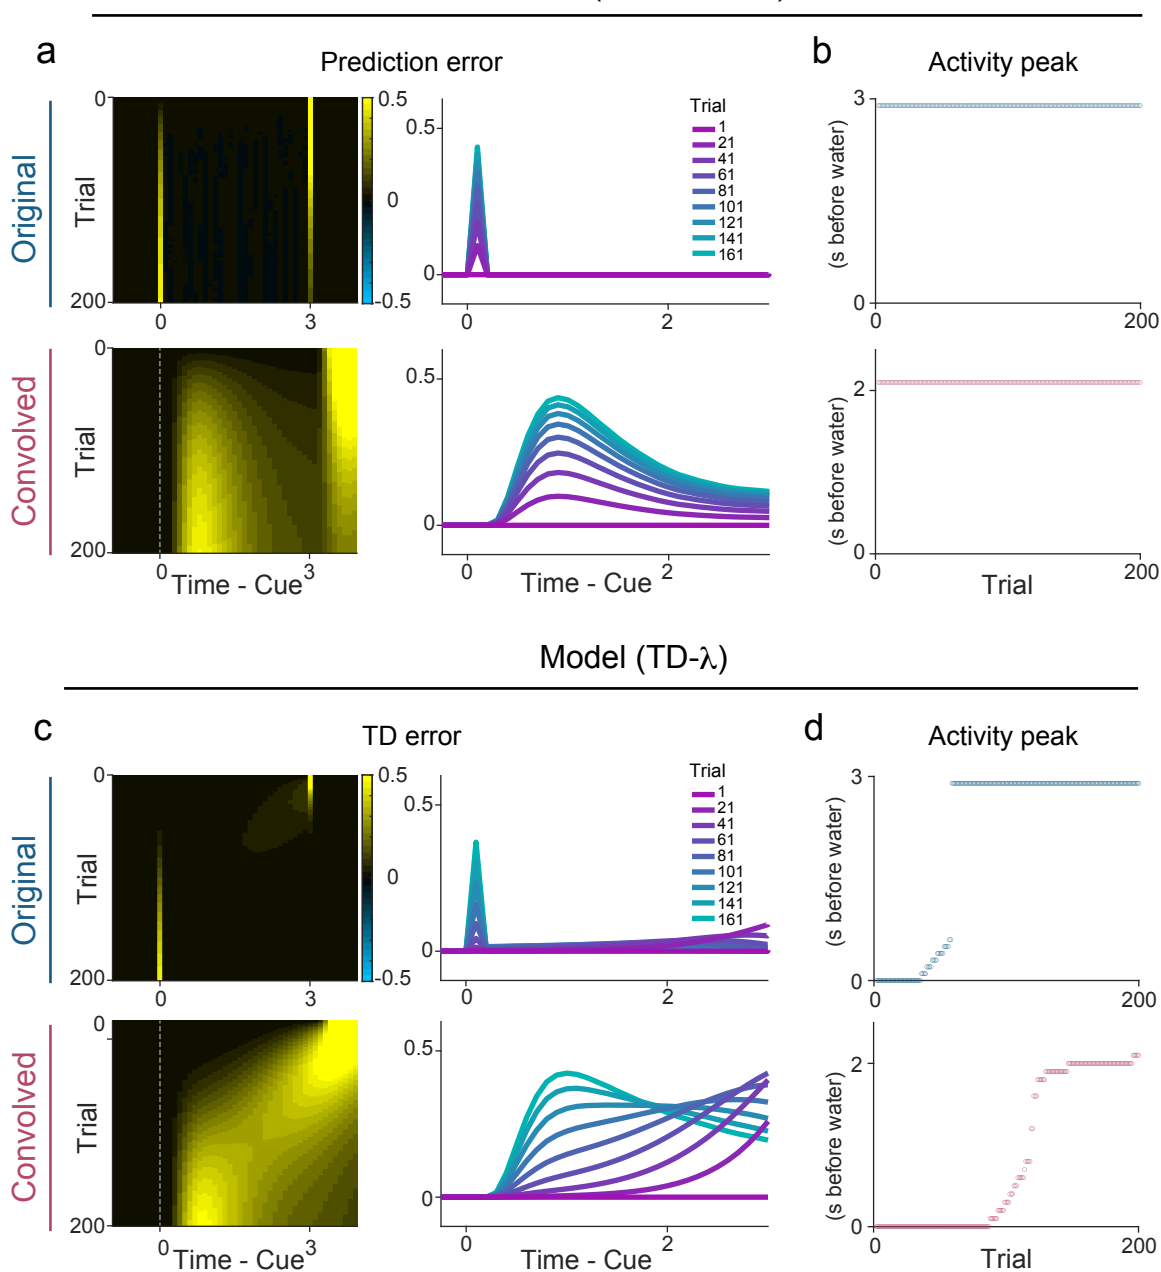 a
Prediction error
b
Activity peak
Original
Trial
0
200
0
3
0.5
0
-0.5
0.5
0
0
2
Trial
1
21
41
61
81
101
121
141
161
(s before water)
3
0
0
200
Convolved
Trial
0
200
0
3
Time - Cue
0.5
0
0
2
Time - Cue
(s before water)
2
0
0
200
Trial
Model (TD-λ)
c
TD error
d
Activity peak
Original
Trial
0
200
0
3
0.5
0
-0.5
0.5
0
0
2
Trial
1
21
41
61
81
101
121
141
161
(s before water)
3
0
0
200
Convolved
Trial
0
200
0
3
Time - Cue
0.5
0
0
2
Time - Cue
(s before water)
2
0
0
200
Trial